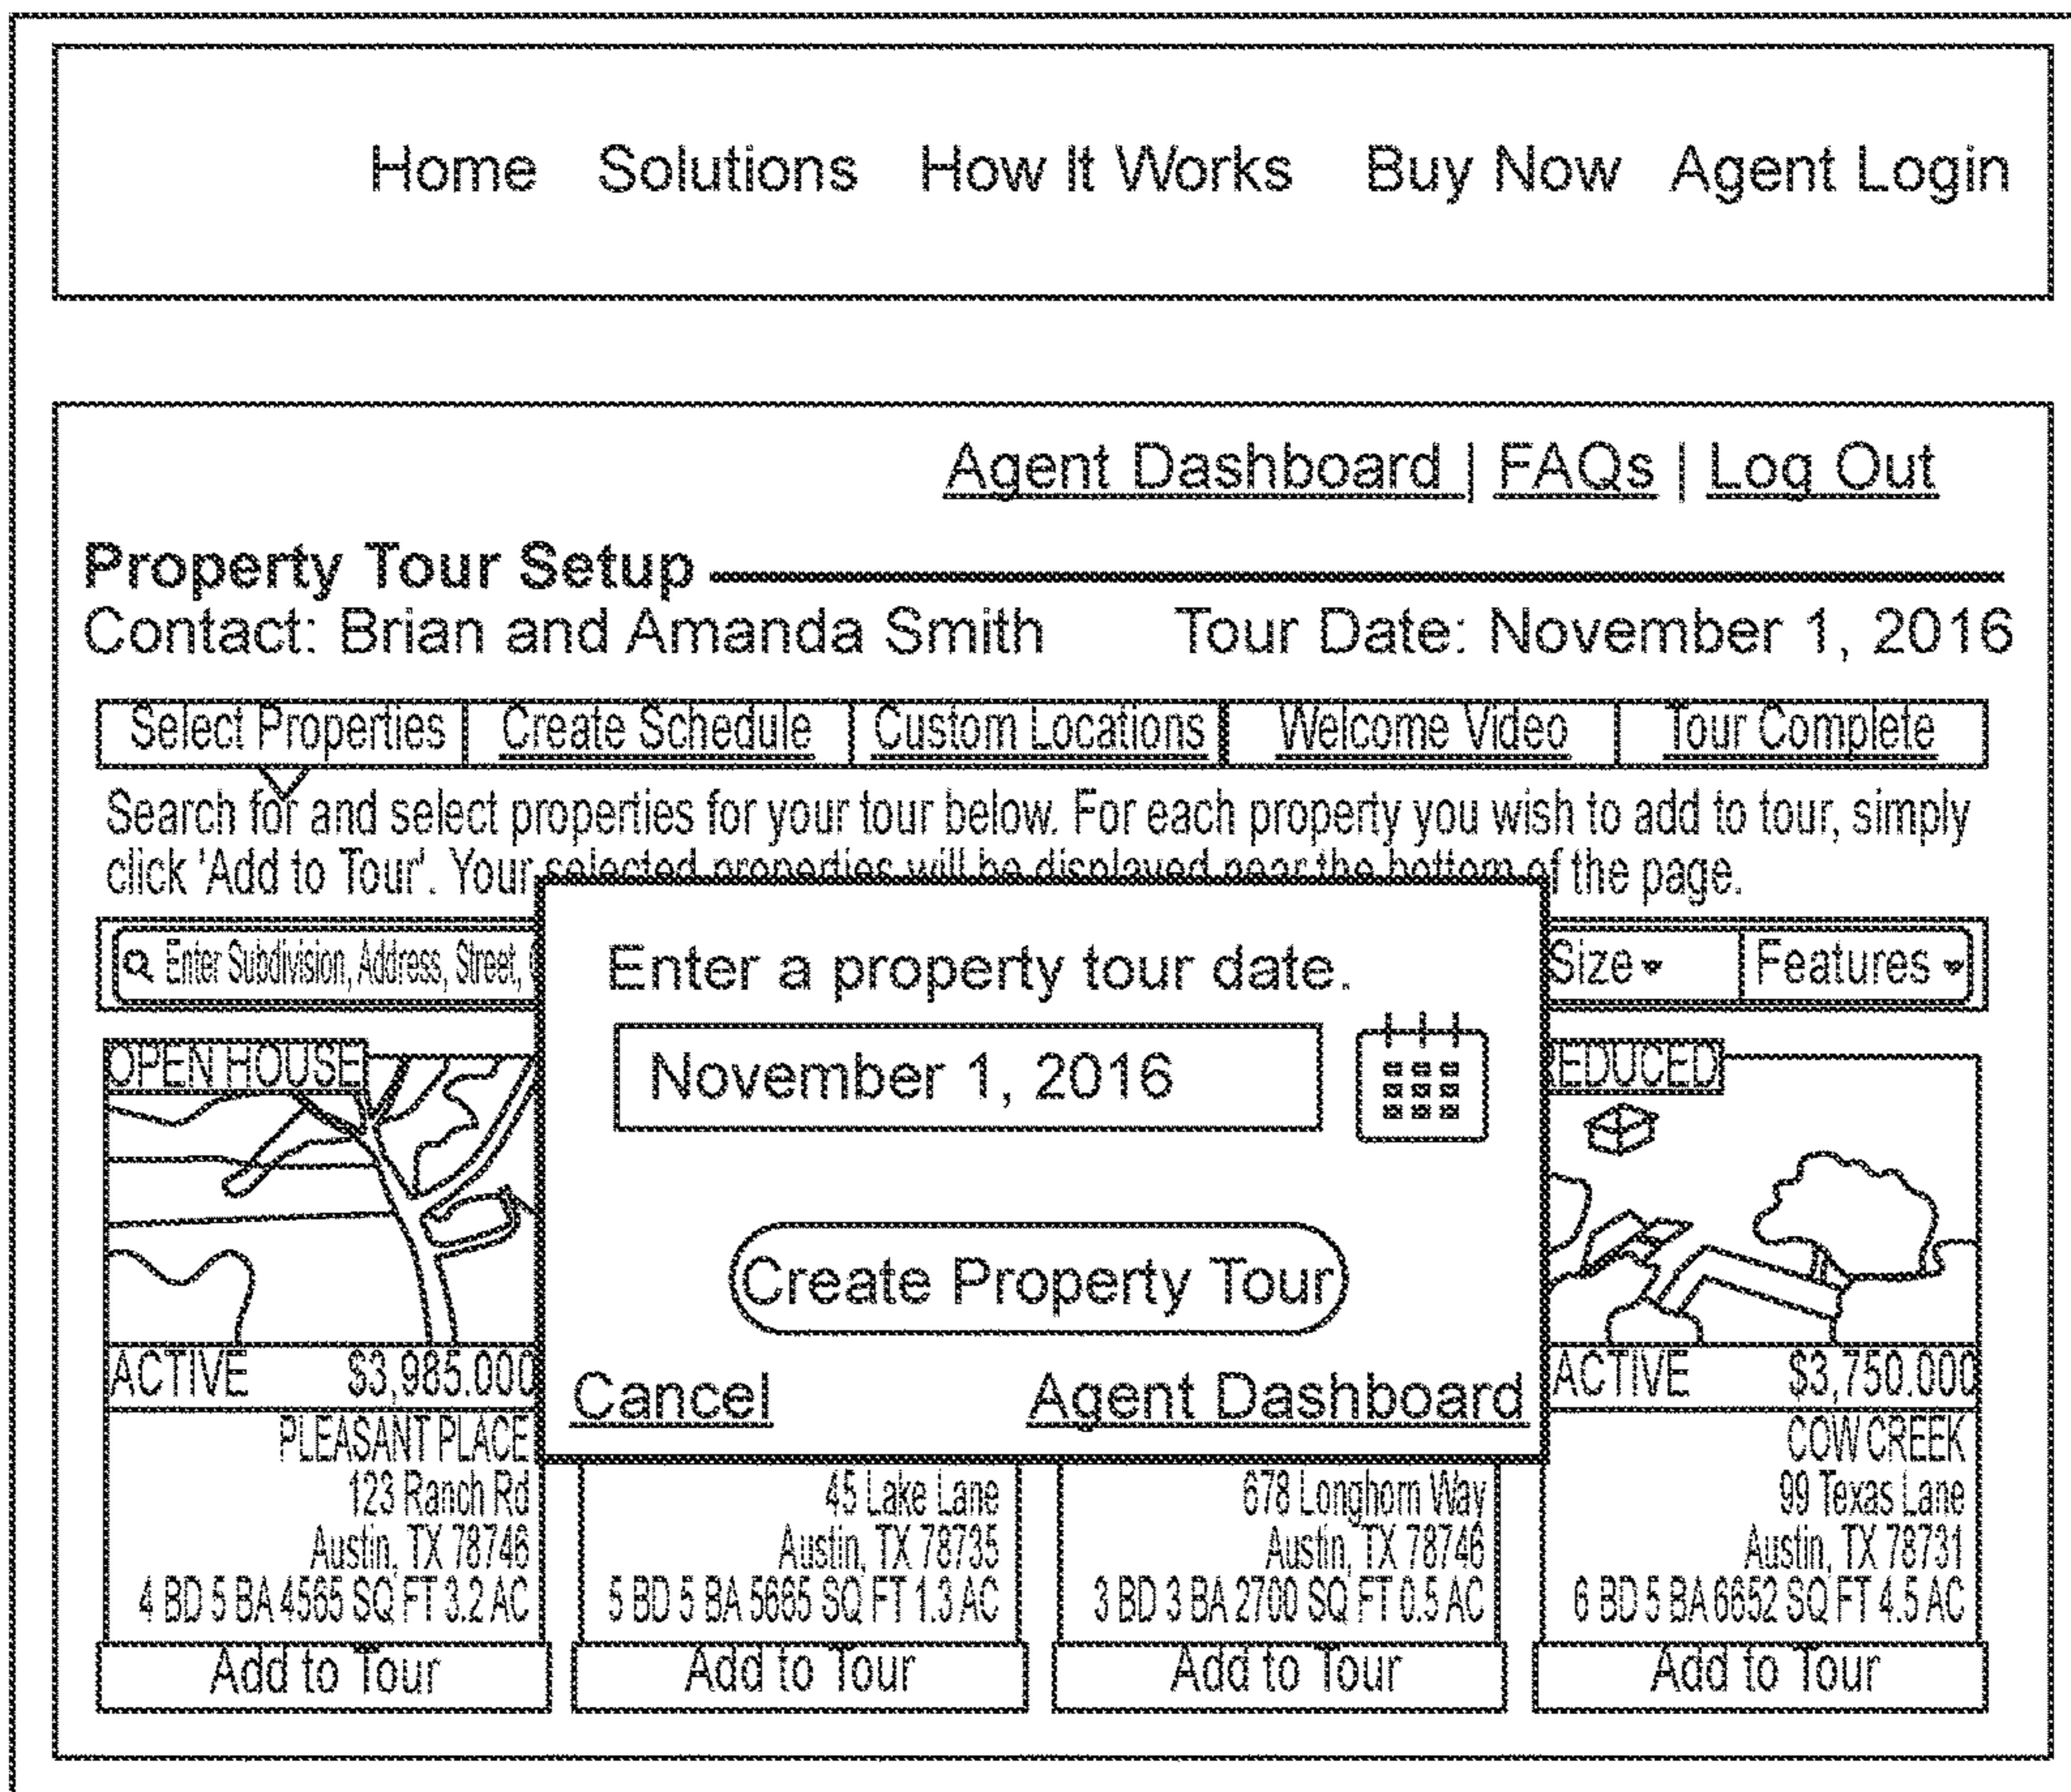 Home Solutions How It Works Buy Now Agent Login
Agent Dashboard | FAQs | Log Out
Property Tour Setup
Contact: Brian and Amanda Smith Tour Date: November 1, 2016
Select Properties Create Schedule Custom Locations Welcome Video Tour Complete
Search for and select properties for your tour below. For each property you wish to add to tour, simply
click 'Add to Tour'. Your selected properties will be displayed near the bottom of the page.
Enter Subdivision, Address, Street, Size Features
Enter a property tour date.
November 1, 2016
Create Property Tour
Cancel Agent Dashboard
OPEN HOUSE
ACTIVE $3,985.000
PLEASANT PLACE
123 Ranch Rd
Austin, TX 78746
4 BD 5 BA 4565 SQ FT 3.2 AC
Add to Tour
45 Lake Lane
Austin, TX 78735
5 BD 5 BA 5665 SQ FT 1.3 AC
Add to Tour
678 Longhorn Way
Austin, TX 78746
3 BD 3 BA 2700 SQ FT 0.5 AC
Add to Tour
EDUCED
ACTIVE $3,750.000
COW CREEK
99 Texas Lane
Austin, TX 78731
6 BD 5 BA 6652 SQ FT 4.5 AC
Add to Tour